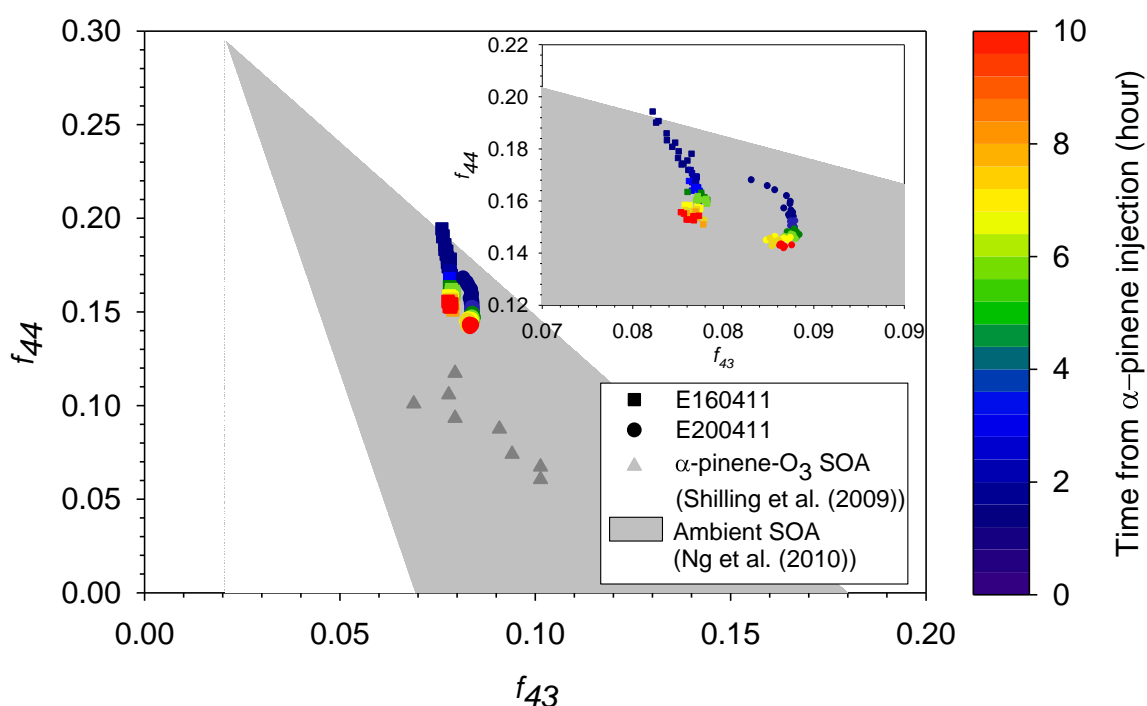 0.30
0.25
0.20
0.15
0.10
0.05
0.00
f44
0.00
0.05
0.10
0.15
0.20
f43
0.22
0.20
0.18
0.16
0.14
0.12
f44
0.07
0.08
0.08
0.09
0.09
f43
E160411
E200411
α-pinene-O3 SOA
(Shilling et al. (2009))
Ambient SOA
(Ng et al. (2010))
10
8
6
4
2
0
Time from α−pinene injection (hour)